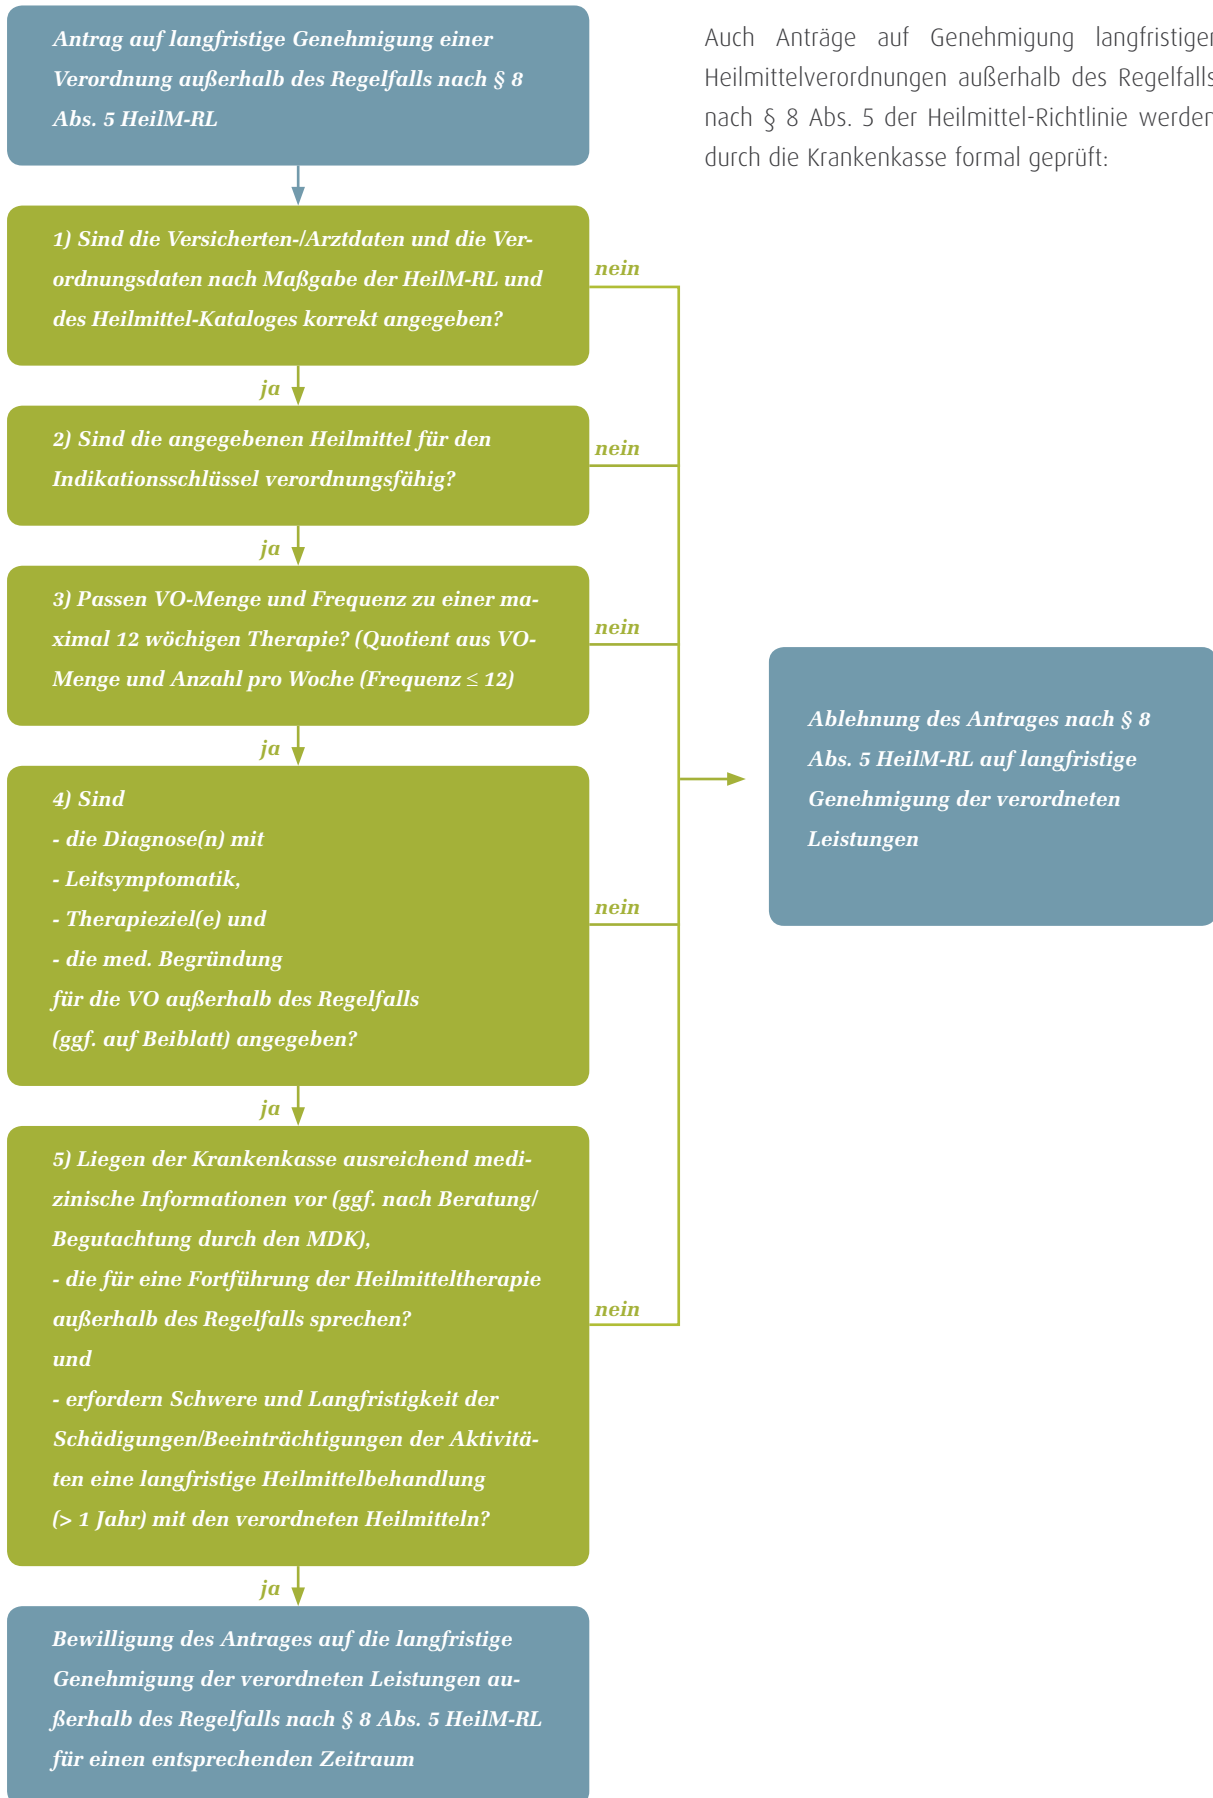 Antrag auf langfristige Genehmigung einer
Verordnung außerhalb des Regelfalls nach § 8
Abs. 5 HeilM-RL
Auch Anträge auf Genehmigung langfristiger
Heilmittelverordnungen außerhalb des Regelfalls
nach § 8 Abs. 5 der Heilmittel-Richtlinie werden
durch die Krankenkasse formal geprüft:
1) Sind die Versicherten-/Arztdaten und die Ver-
ordnungsdaten nach Maßgabe der HeilM-RL und
des Heilmittel-Kataloges korrekt angegeben?
nein
ja
2) Sind die angegebenen Heilmittel für den
Indikationsschlüssel verordnungsfähig?
nein
ja
3) Passen VO-Menge und Frequenz zu einer ma-
ximal 12 wöchigen Therapie? (Quotient aus VO-
Menge und Anzahl pro Woche (Frequenz ≤ 12)
nein
ja
4) Sind
- die Diagnose(n) mit
- Leitsymptomatik,
- Therapieziel(e) und
- die med. Begründung
für die VO außerhalb des Regelfalls
(ggf. auf Beiblatt) angegeben?
nein
ja
5) Liegen der Krankenkasse ausreichend medi-
zinische Informationen vor (ggf. nach Beratung/
Begutachtung durch den MDK),
- die für eine Fortführung der Heilmitteltherapie
außerhalb des Regelfalls sprechen?
und
- erfordern Schwere und Langfristigkeit der
Schädigungen/Beeinträchtigungen der Aktivitä-
ten eine langfristige Heilmittelbehandlung
(> 1 Jahr) mit den verordneten Heilmitteln?
nein
ja
Bewilligung des Antrages auf die langfristige
Genehmigung der verordneten Leistungen au-
ßerhalb des Regelfalls nach § 8 Abs. 5 HeilM-RL
für einen entsprechenden Zeitraum
Ablehnung des Antrages nach § 8
Abs. 5 HeilM-RL auf langfristige
Genehmigung der verordneten
Leistungen